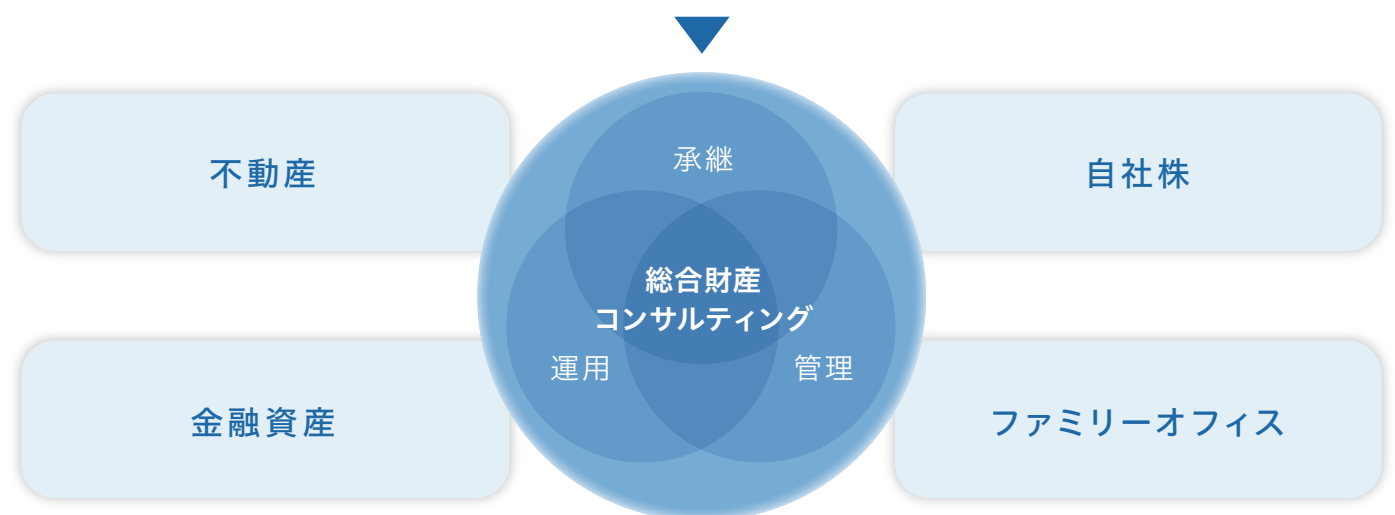 不動産
承継
自社株
総合財産
コンサルティング
運用
管理
金融資産
ファミリーオフィス